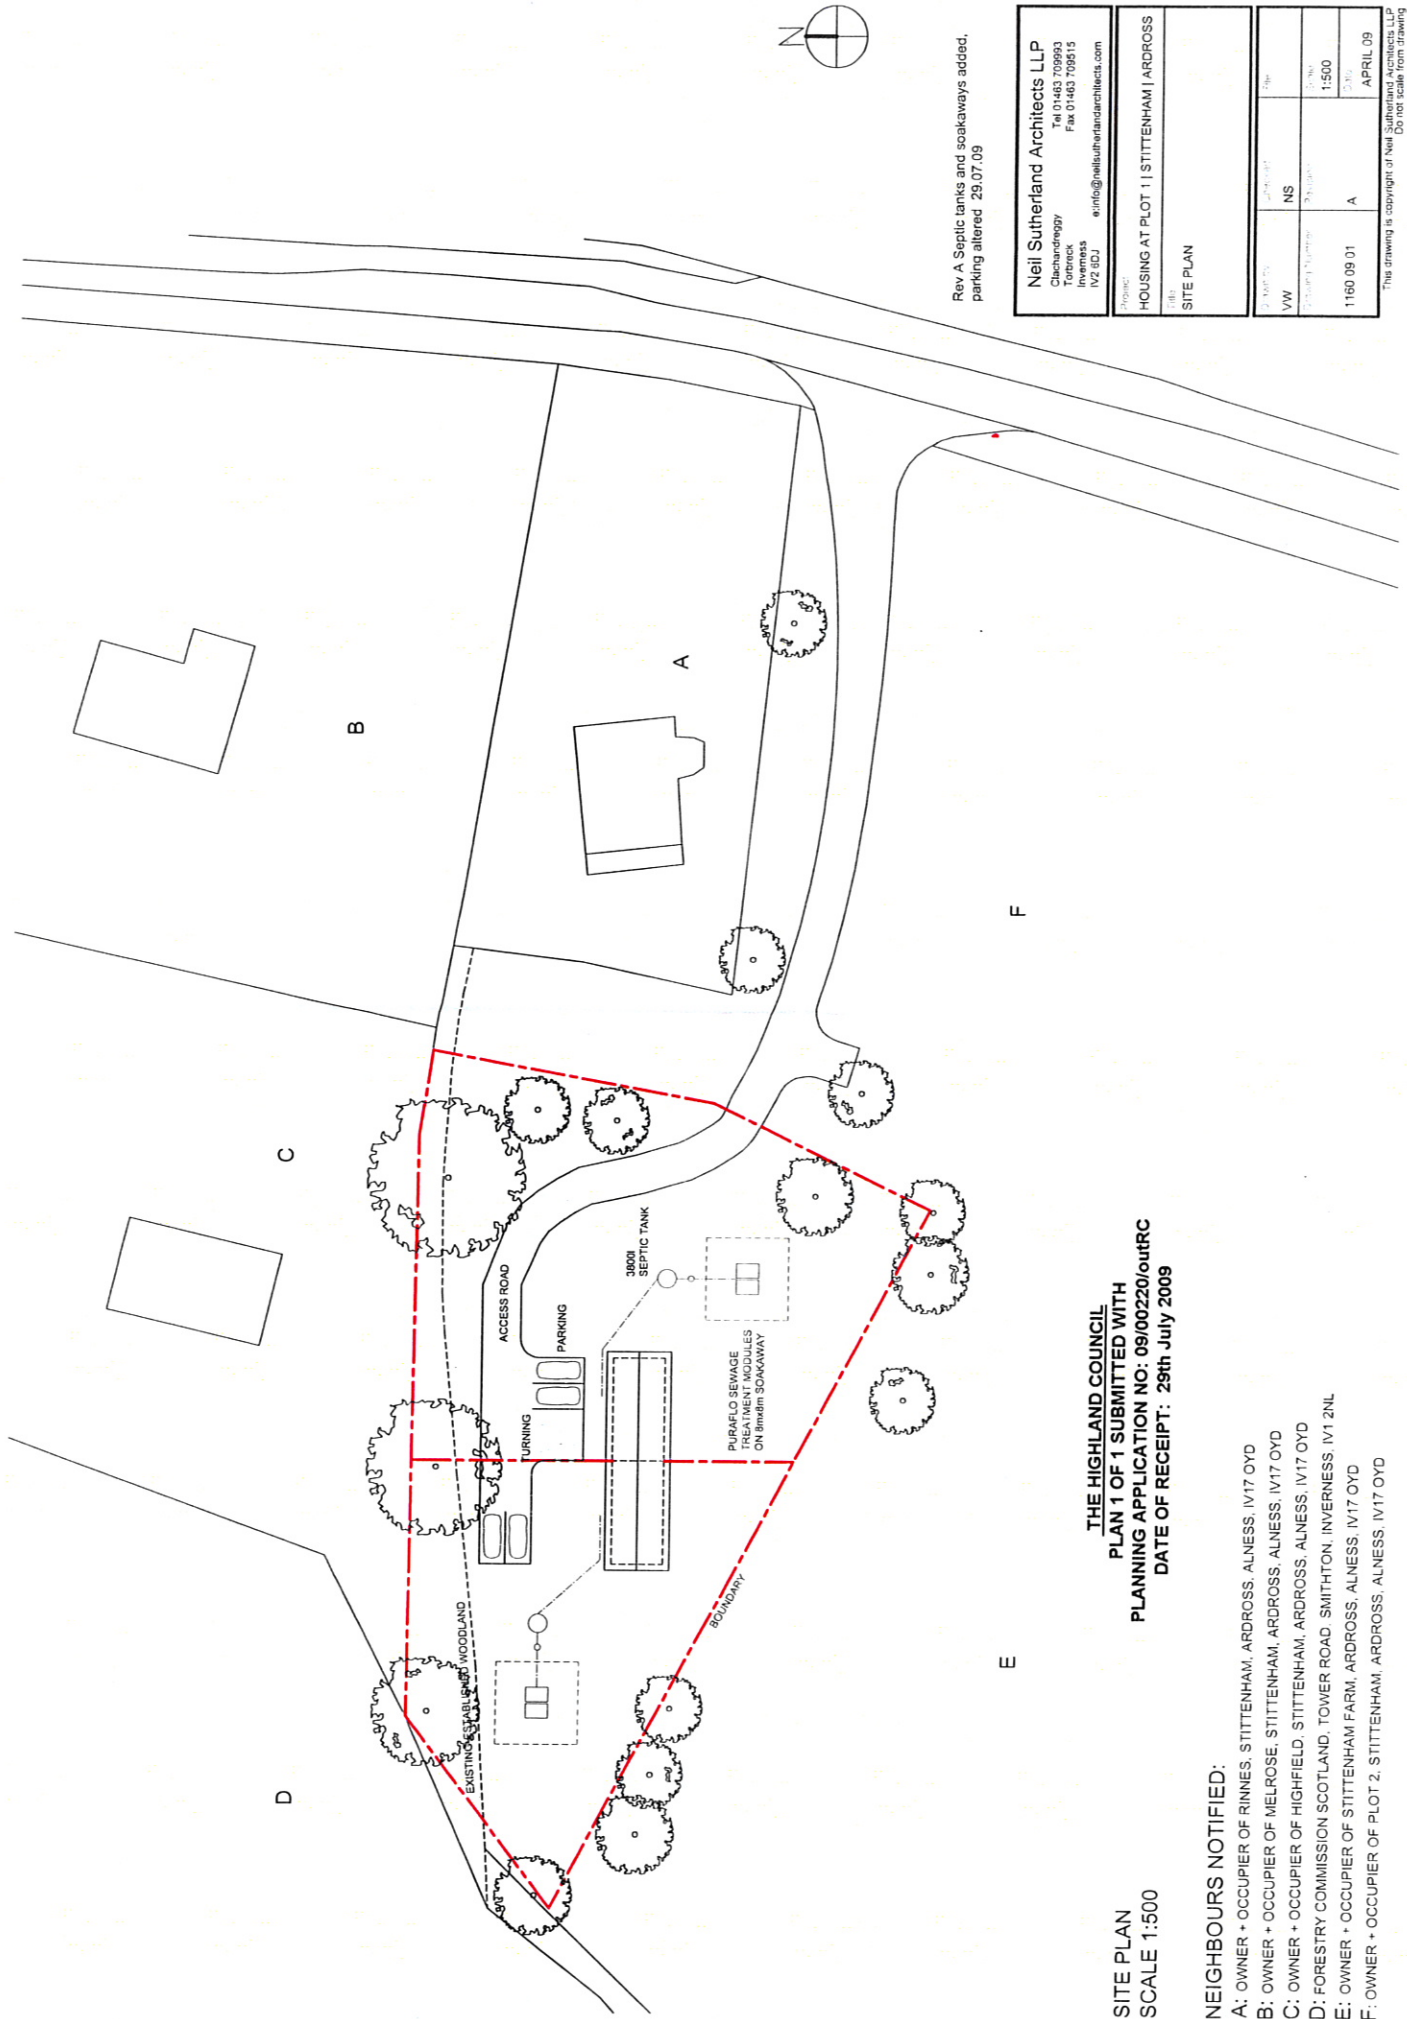 N
Rev A Septic tanks and soakaways added,
parking altered 29.07.09
Neil Sutherland Architects LLP
Clachandreggy
Torbreck
Inverness
IV2 6DJ
Tel 01463 709993
Fax 01463 709515
e:info@neilsutherlandarchitects.com
Project
HOUSING AT PLOT 1 | STITTENHAM | ARDROSS
Title
SITE PLAN
VW
NS
1:500
1160 09 01
A
APRIL 09
This drawing is copyright of Neil Sutherland Architects LLP
Do not scale from drawing
A
B
C
D
E
F
ACCESS ROAD
PARKING
TURNING
3800l
SEPTIC TANK
PURAFLO SEWAGE
TREATMENT MODULES
ON 8mx8m SOAKAWAY
BOUNDARY
EXISTING ESTABLISHED WOODLAND
THE HIGHLAND COUNCIL
PLAN 1 OF 1 SUBMITTED WITH
PLANNING APPLICATION NO: 09/00220/outRC
DATE OF RECEIPT: 29th July 2009
SITE PLAN
SCALE 1:500
NEIGHBOURS NOTIFIED:
A: OWNER + OCCUPIER OF RINNES, STITTENHAM, ARDROSS, ALNESS, IV17 OYD
B: OWNER + OCCUPIER OF MELROSE, STITTENHAM, ARDROSS, ALNESS, IV17 OYD
C: OWNER + OCCUPIER OF HIGHFIELD, STITTENHAM, ARDROSS, ALNESS, IV17 OYD
D: FORESTRY COMMISSION SCOTLAND, TOWER ROAD, SMITHTON, INVERNESS, IV1 2NL
E: OWNER + OCCUPIER OF STITTENHAM FARM, ARDROSS, ALNESS, IV17 OYD
F: OWNER + OCCUPIER OF PLOT 2, STITTENHAM, ARDROSS, ALNESS, IV17 OYD